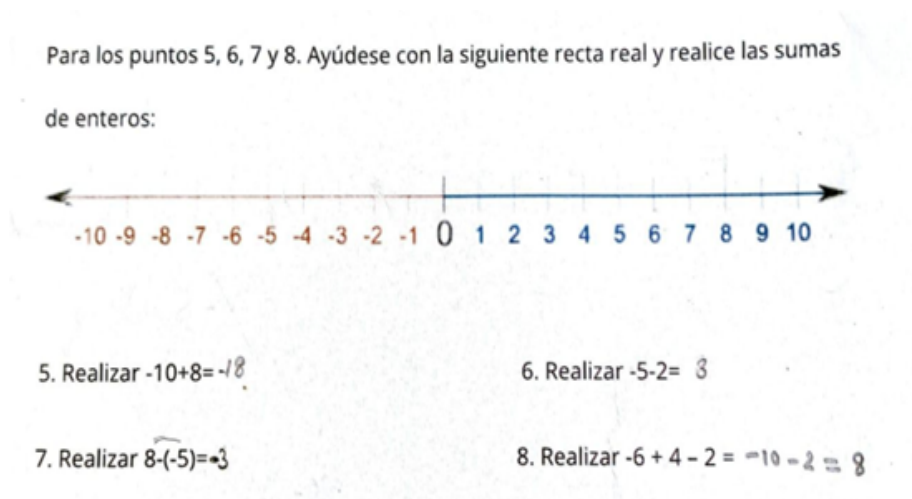 Para los puntos 5, 6, 7 y 8. Ayúdese con la siguiente recta real y realice las sumas
de enteros:
-10 -9 -8 -7 -6 -5 -4 -3 -2 -1 0 1 2 3 4 5 6 7 8 9 10
5. Realizar -10+8= -18
6. Realizar -5-2= 3
7. Realizar 8-(-5)= -3
8. Realizar -6 + 4 – 2 = -10 - 2 = 8